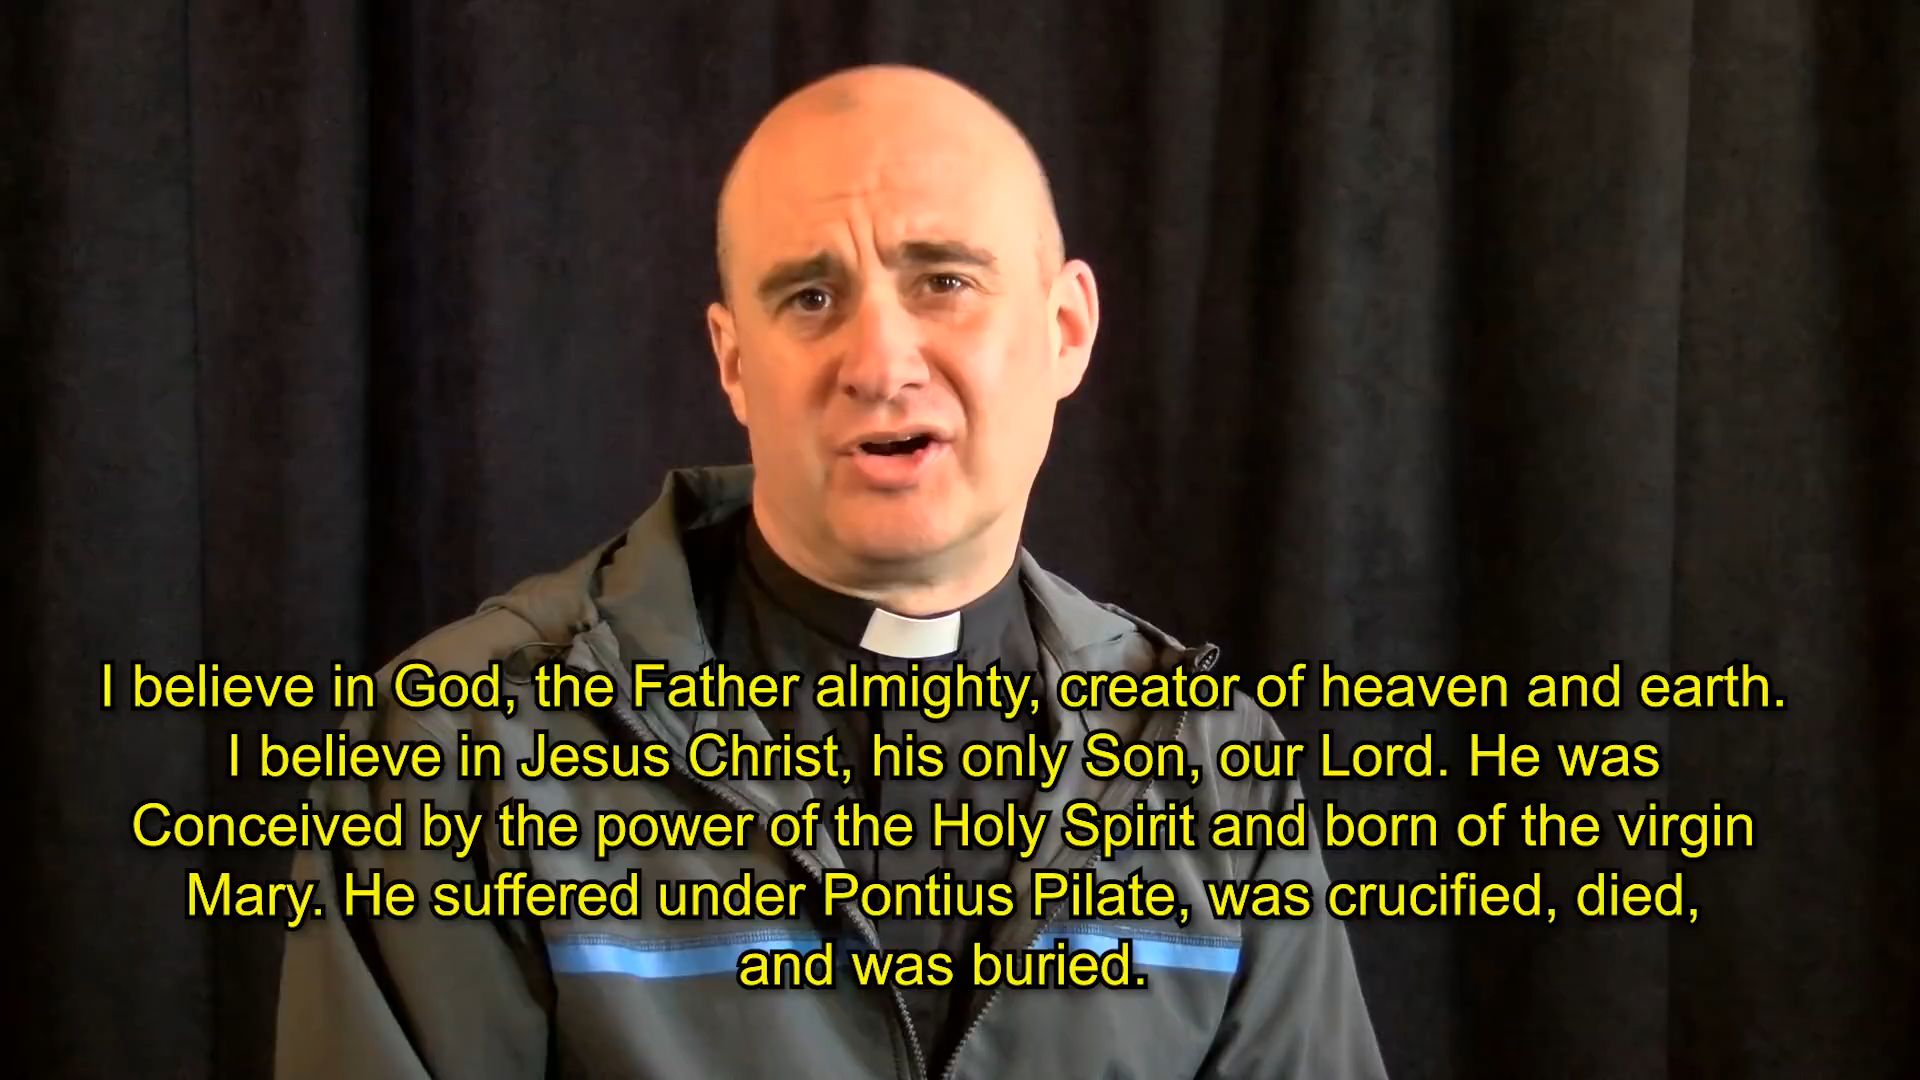 I believe in God, the Father almighty, creator of heaven and earth.
I believe in Jesus Christ, his only Son, our Lord. He was
Conceived by the power of the Holy Spirit and born of the virgin
Mary. He suffered under Pontius Pilate, was crucified, died,
and was buried.